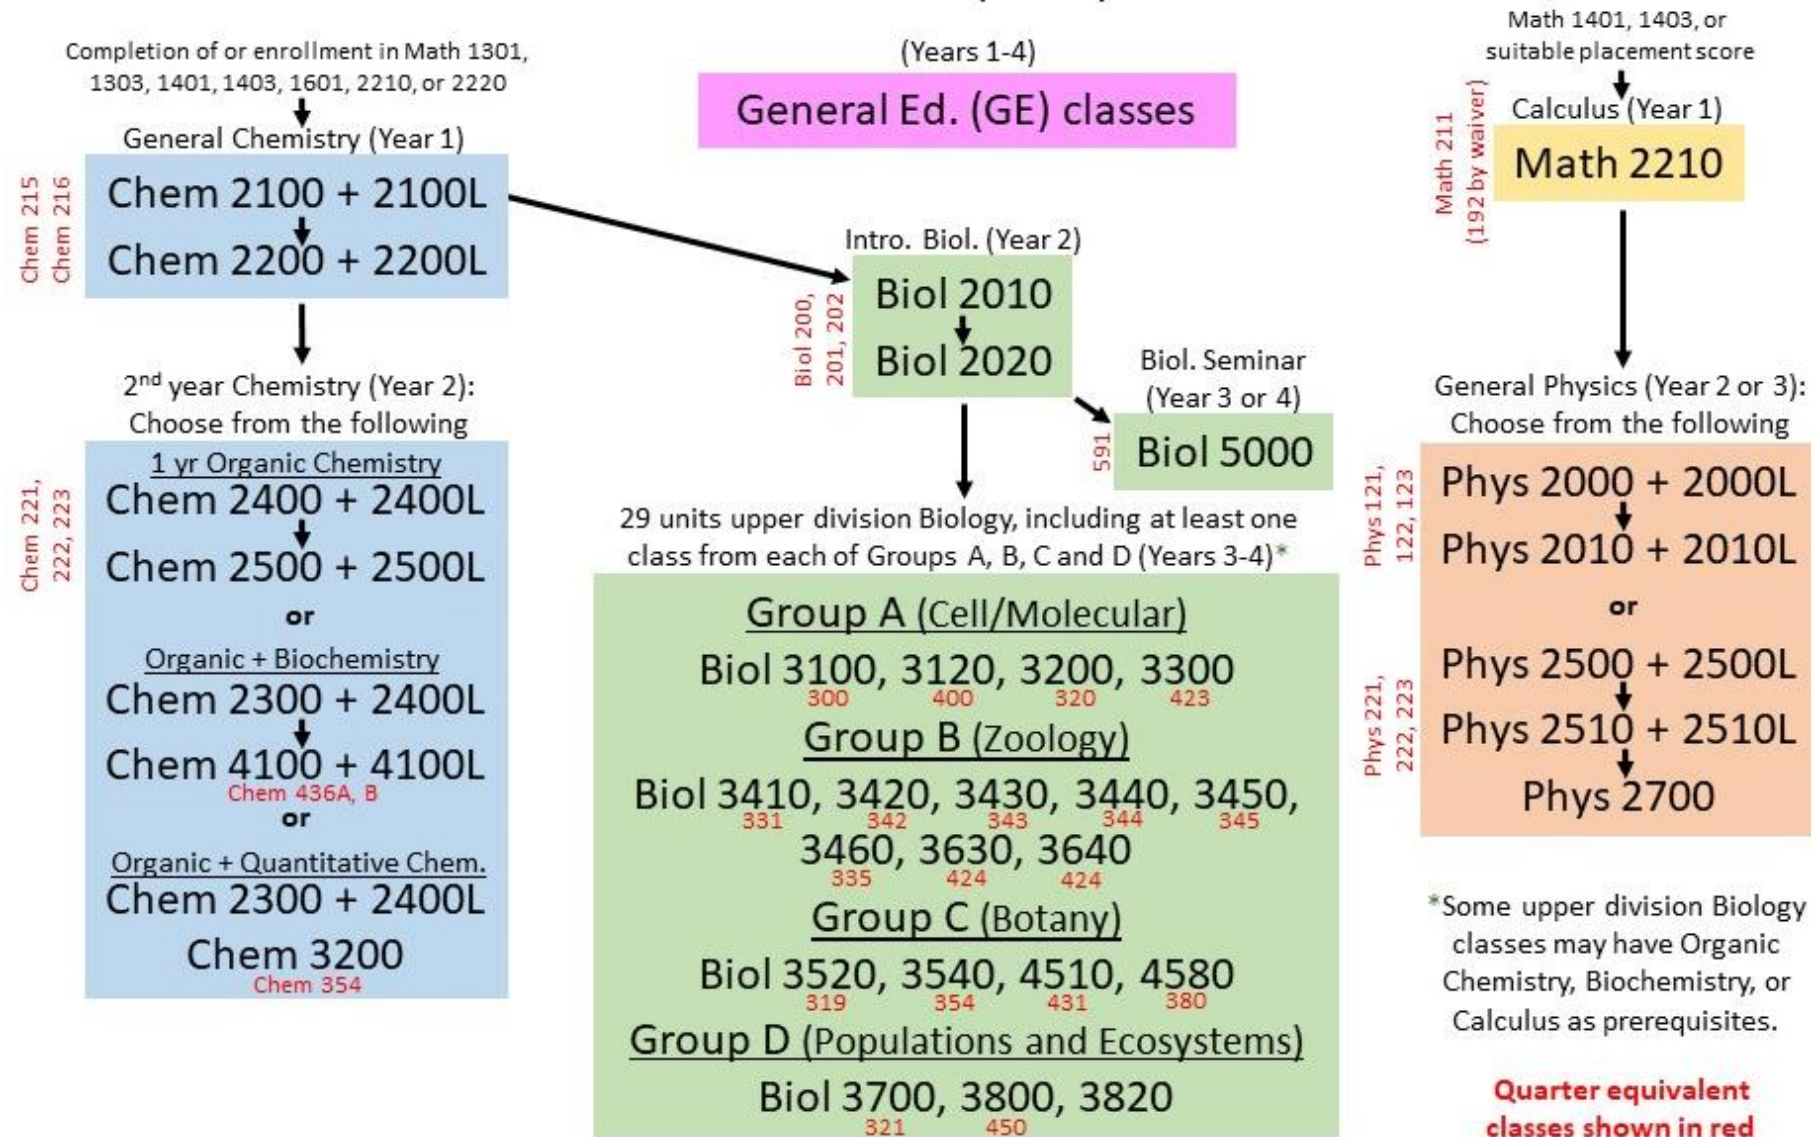 Completion of or enrollment in Math 1301,
1303, 1401, 1403, 1601, 2210, or 2220
General Chemistry (Year 1)
Chem 215
Chem 216
Chem 2100 + 2100L
Chem 2200 + 2200L
2nd year Chemistry (Year 2):
Choose from the following
Chem 221,
222, 223
1 yr Organic Chemistry
Chem 2400 + 2400L
Chem 2500 + 2500L
or
Organic + Biochemistry
Chem 2300 + 2400L
Chem 4100 + 4100L
Chem 436A, B
or
Organic + Quantitative Chem.
Chem 2300 + 2400L
Chem 3200
Chem 354
(Years 1-4)
General Ed. (GE) classes
Intro. Biol. (Year 2)
Biol 200,
201, 202
Biol 2010
Biol 2020
Biol. Seminar
(Year 3 or 4)
591
Biol 5000
29 units upper division Biology, including at least one
class from each of Groups A, B, C and D (Years 3-4)*
Group A (Cell/Molecular)
Biol 3100, 3120, 3200, 3300
300 400 320 423
Group B (Zoology)
Biol 3410, 3420, 3430, 3440, 3450,
331 342 343 344 345
3460, 3630, 3640
335 424 424
Group C (Botany)
Biol 3520, 3540, 4510, 4580
319 354 431 380
Group D (Populations and Ecosystems)
Biol 3700, 3800, 3820
321 450
Math 1401, 1403, or
suitable placement score
Calculus (Year 1)
Math 211
(192 by waiver)
Math 2210
General Physics (Year 2 or 3):
Choose from the following
Phys 121,
122, 123
Phys 2000 + 2000L
Phys 2010 + 2010L
or
Phys 221,
222, 223
Phys 2500 + 2500L
Phys 2510 + 2510L
Phys 2700
*Some upper division Biology
classes may have Organic
Chemistry, Biochemistry, or
Calculus as prerequisites.
Quarter equivalent
classes shown in red